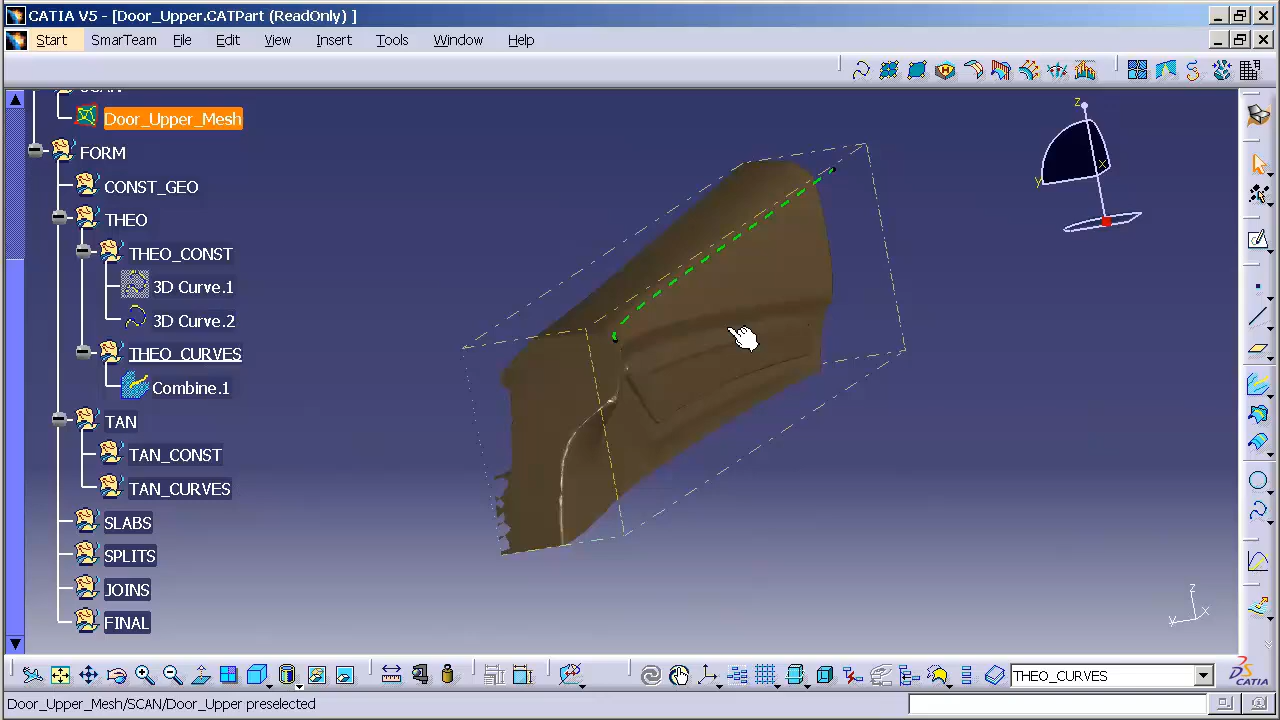 CATIA V5 - [Door_Upper.CATPart (ReadOnly) ]
Start SmarTeam File Edit View Insert Tools Window Help
Door_Upper_Mesh
FORM
CONST_GEO
THEO
THEO_CONST
3D Curve.1
3D Curve.2
THEO_CURVES
Combine.1
TAN
TAN_CONST
TAN_CURVES
SLABS
SPLITS
JOINS
FINAL
z
x
y
z
x
y
THEO_CURVES
CATIA
Door_Upper_Mesh/SCAN/Door_Upper preselected